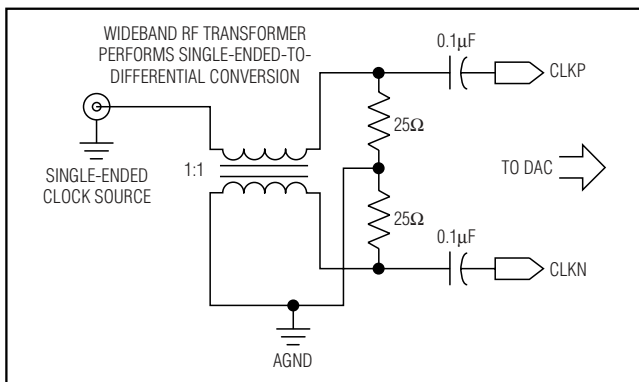 WIDEBAND RF TRANSFORMER
PERFORMS SINGLE-ENDED-TO-
DIFFERENTIAL CONVERSION
0.1μF
CLKP
25Ω
SINGLE-ENDED
CLOCK SOURCE
1:1
TO DAC
25Ω
0.1μF
CLKN
AGND